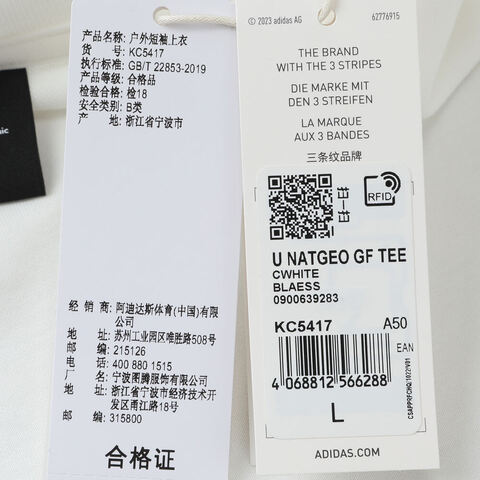 产品名称: 户外短袖上衣
货 号: KC5417
执行标准: GB/T 22853-2019
产品等级: 合格品
检验合格: 检18
安全类别: B类
产 地: 浙江省宁波市
经 销 商: 阿迪达斯体育(中国)有限
公司
地 址: 苏州工业园区唯胜路508号
邮 编: 215126
电 话: 400 880 1515
厂 名: 宁波图腾服饰有限公司
地 址: 浙江省宁波市经济技术开
发区甬江路18号
邮 编: 315800
合格证
© 2023 adidas AG
62776915
THE BRAND
WITH THE 3 STRIPES
DIE MARKE MIT
DEN 3 STREIFEN
LA MARQUE
AUX 3 BANDES
三条纹品牌
扫一扫
RFID
U NATGEO GF TEE
CWHITE
BLAESS
0900639283
KC5417
A50
EAN
4 068812 566288
L
ADIDAS.COM